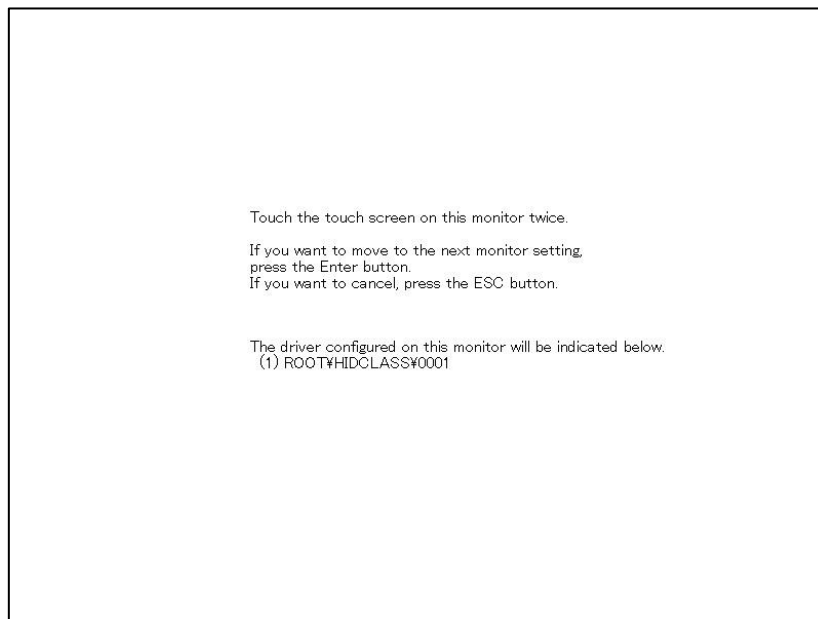 Touch the touch screen on this monitor twice.
If you want to move to the next monitor setting,
press the Enter button.
If you want to cancel, press the ESC button.
The driver configured on this monitor will be indicated below.
(1) ROOT¥HIDCLASS¥0001